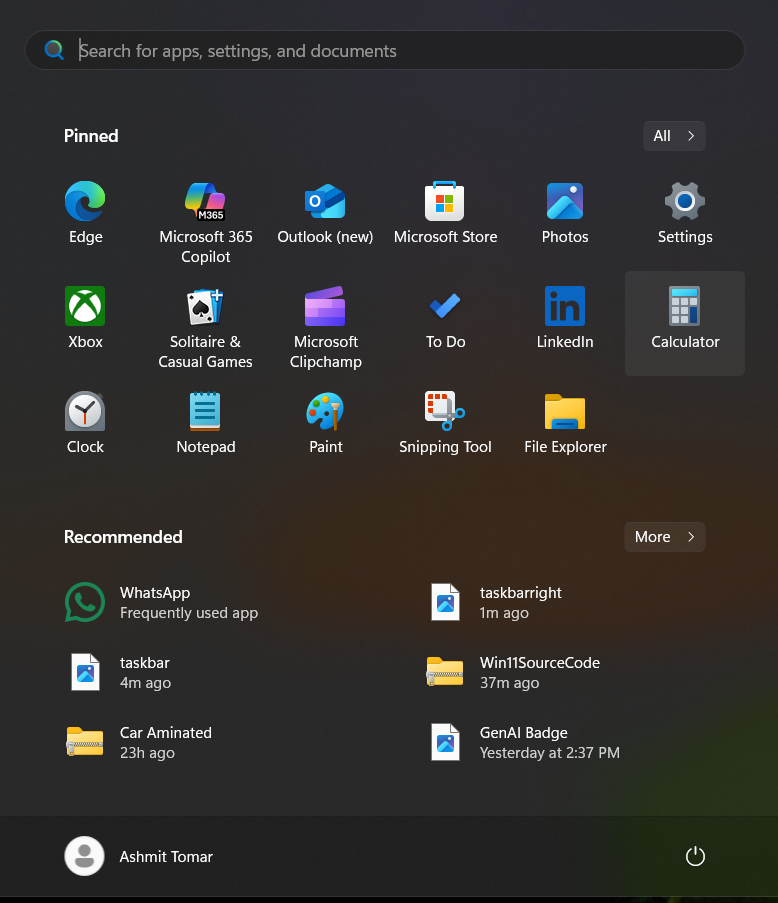 Search for apps, settings, and documents
Pinned
All
Edge
M365
Microsoft 365
Copilot
Outlook (new)
Microsoft Store
Photos
Settings
Xbox
Solitaire &
Casual Games
Microsoft
Clipchamp
To Do
in
LinkedIn
Calculator
Clock
Notepad
Paint
Snipping Tool
File Explorer
Recommended
More
WhatsApp
Frequently used app
taskbarright
1m ago
taskbar
4m ago
Win11SourceCode
37m ago
Car Aminated
23h ago
GenAI Badge
Yesterday at 2:37 PM
Ashmit Tomar